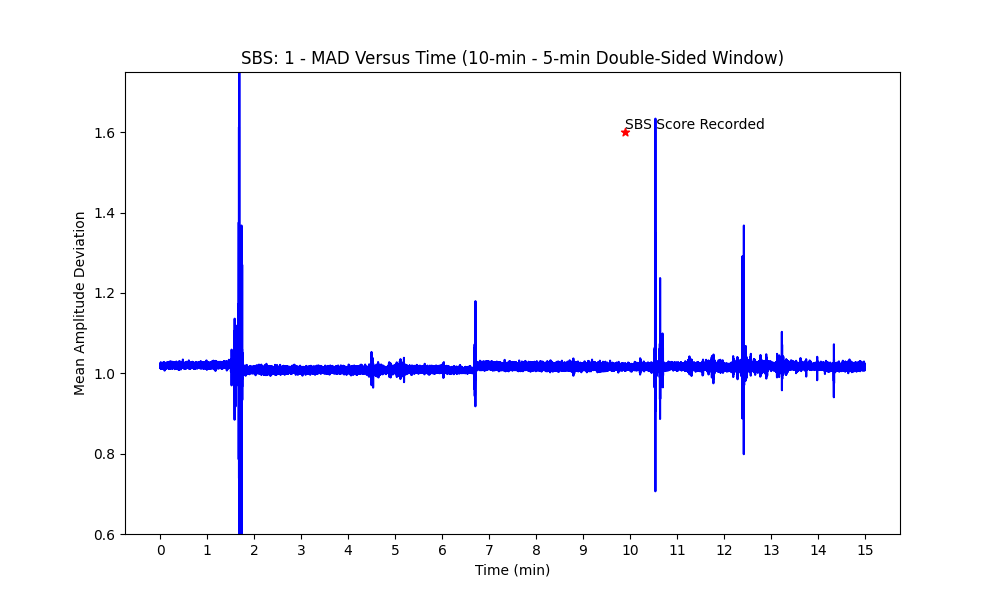 SBS: 1 - MAD Versus Time (10-min - 5-min Double-Sided Window)
SBS Score Recorded
Mean Amplitude Deviation
1.6
1.4
1.2
1.0
0.8
0.6
0 1 2 3 4 5 6 7 8 9 10 11 12 13 14 15
Time (min)